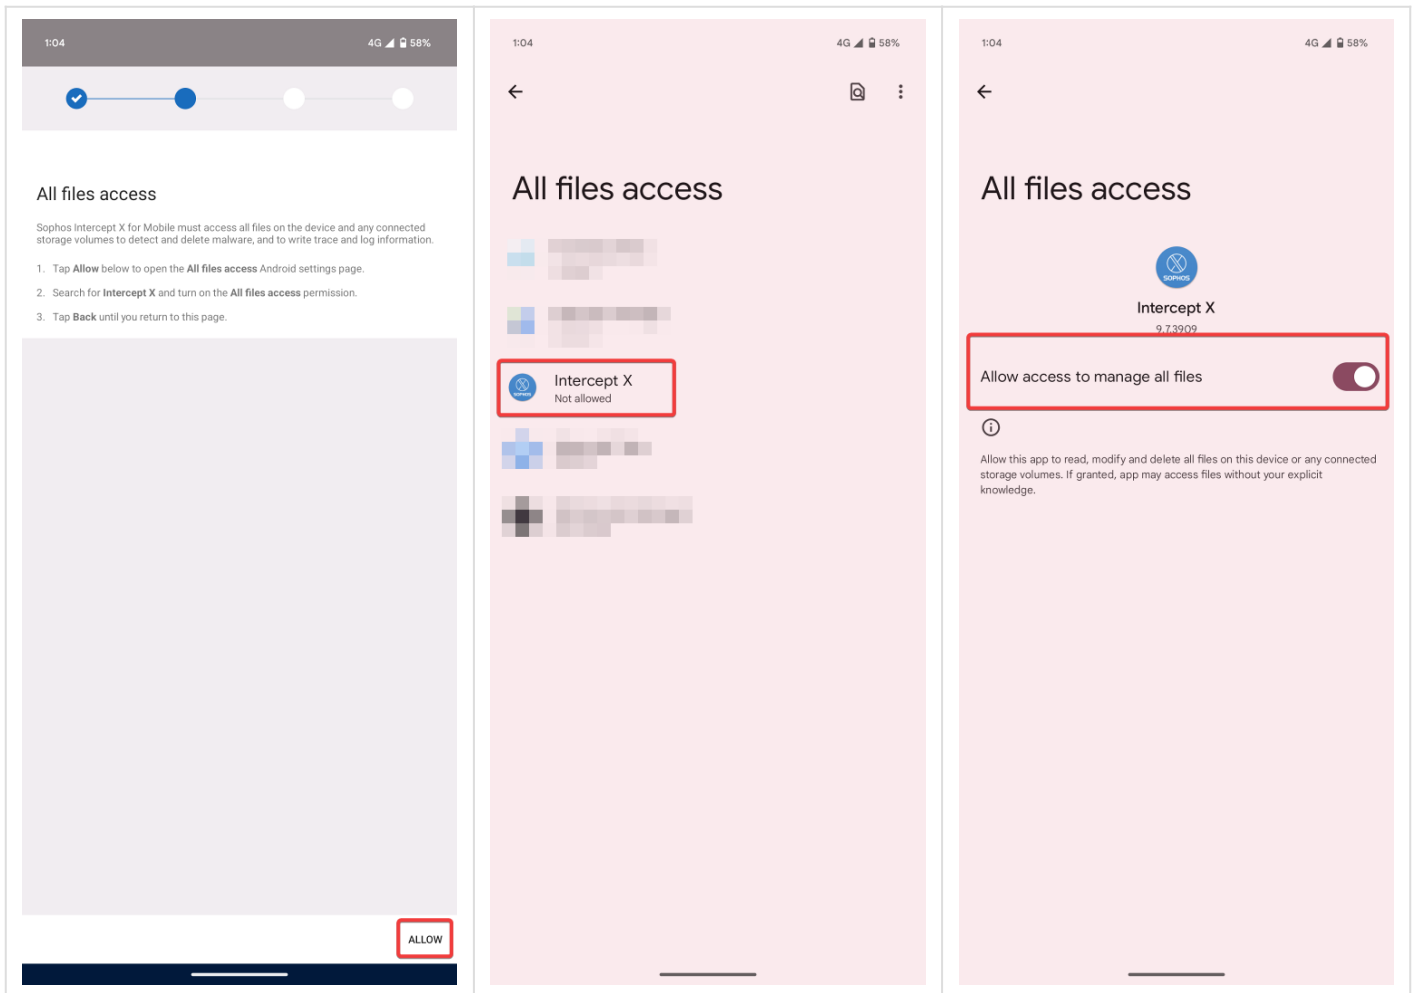 1:04
4G 58%
All files access
Sophos Intercept X for Mobile must access all files on the device and any connected
storage volumes to detect and delete malware, and to write trace and log information.
1. Tap Allow below to open the All files access Android settings page.
2. Search for Intercept X and turn on the All files access permission.
3. Tap Back until you return to this page.
ALLOW
1:04
4G 58%
All files access
SOPHOS
Intercept X
Not allowed
1:04
4G 58%
All files access
SOPHOS
Intercept X
9.7.3909
Allow access to manage all files
Allow this app to read, modify and delete all files on this device or any connected
storage volumes. If granted, app may access files without your explicit
knowledge.